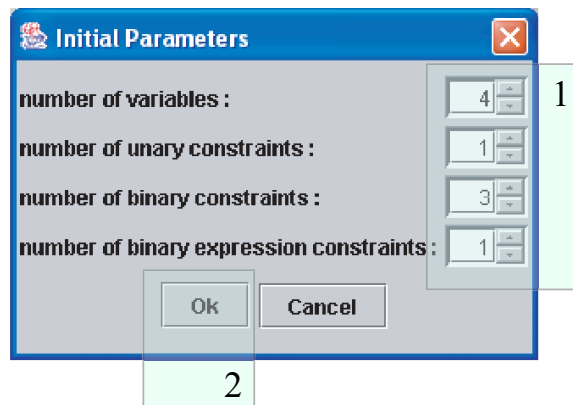 Initial Parameters
number of variables : 4 1
number of unary constraints : 1
number of binary constraints : 3
number of binary expression constraints : 1
Ok Cancel
2